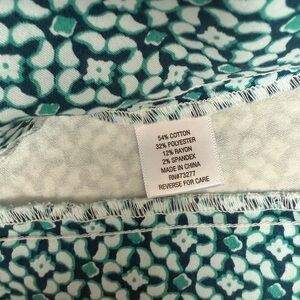 54% COTTON
32% POLYESTER
12% RAYON
2% SPANDEX
MADE IN CHINA
RN#73277
REVERSE FOR CARE